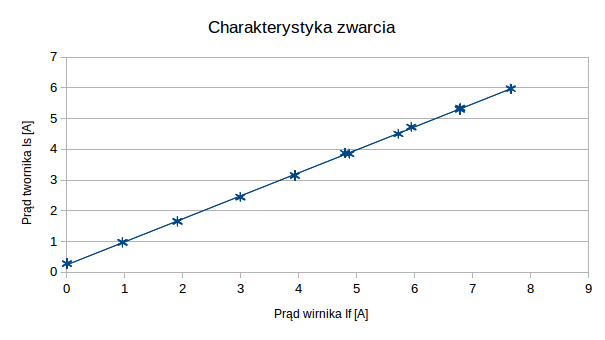 Charakterystyka zwarcia
7
6
5
4
3
2
1
0
Prąd twornika Is [A]
0 1 2 3 4 5 6 7 8 9
Prąd wirnika If [A]